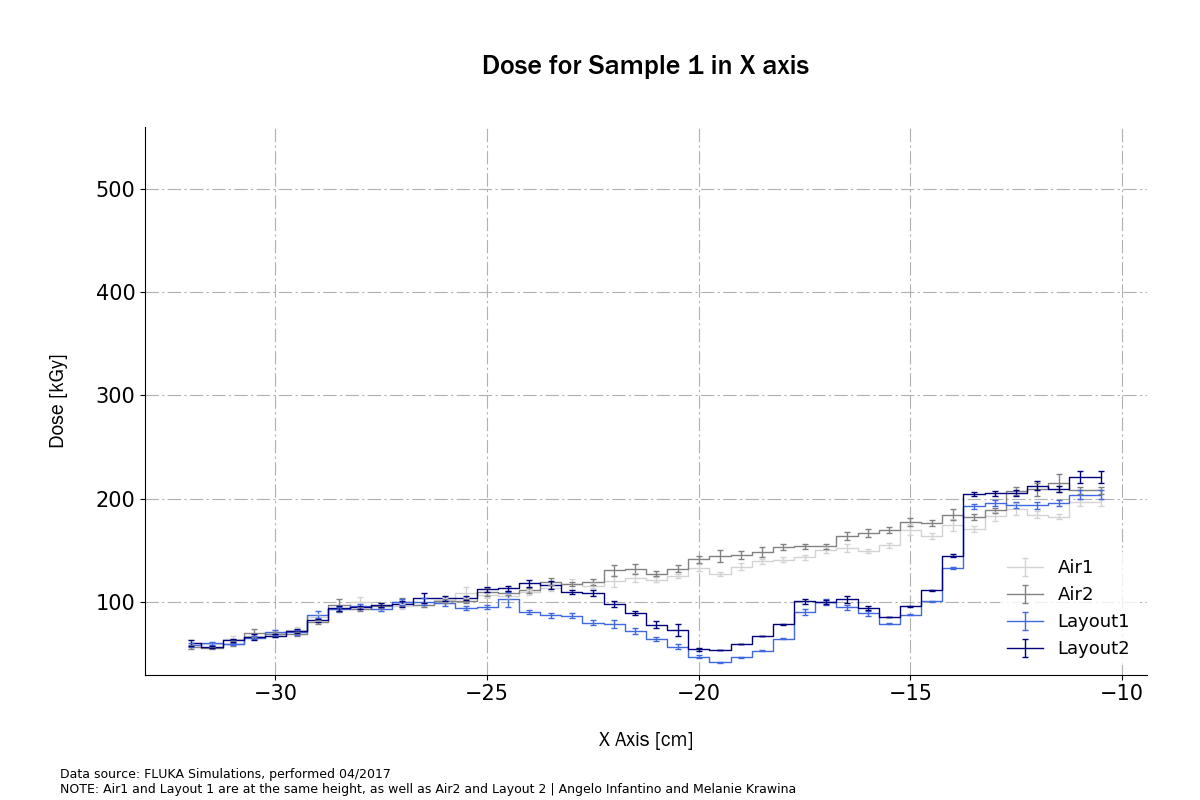 Dose for Sample 1 in X axis
500
400
300
200
100
Dose [kGy]
Air1
Air2
Layout1
Layout2
−30
−25
−20
−15
−10
X Axis [cm]
Data source: FLUKA Simulations, performed 04/2017
NOTE: Air1 and Layout 1 are at the same height, as well as Air2 and Layout 2 | Angelo Infantino and Melanie Krawina